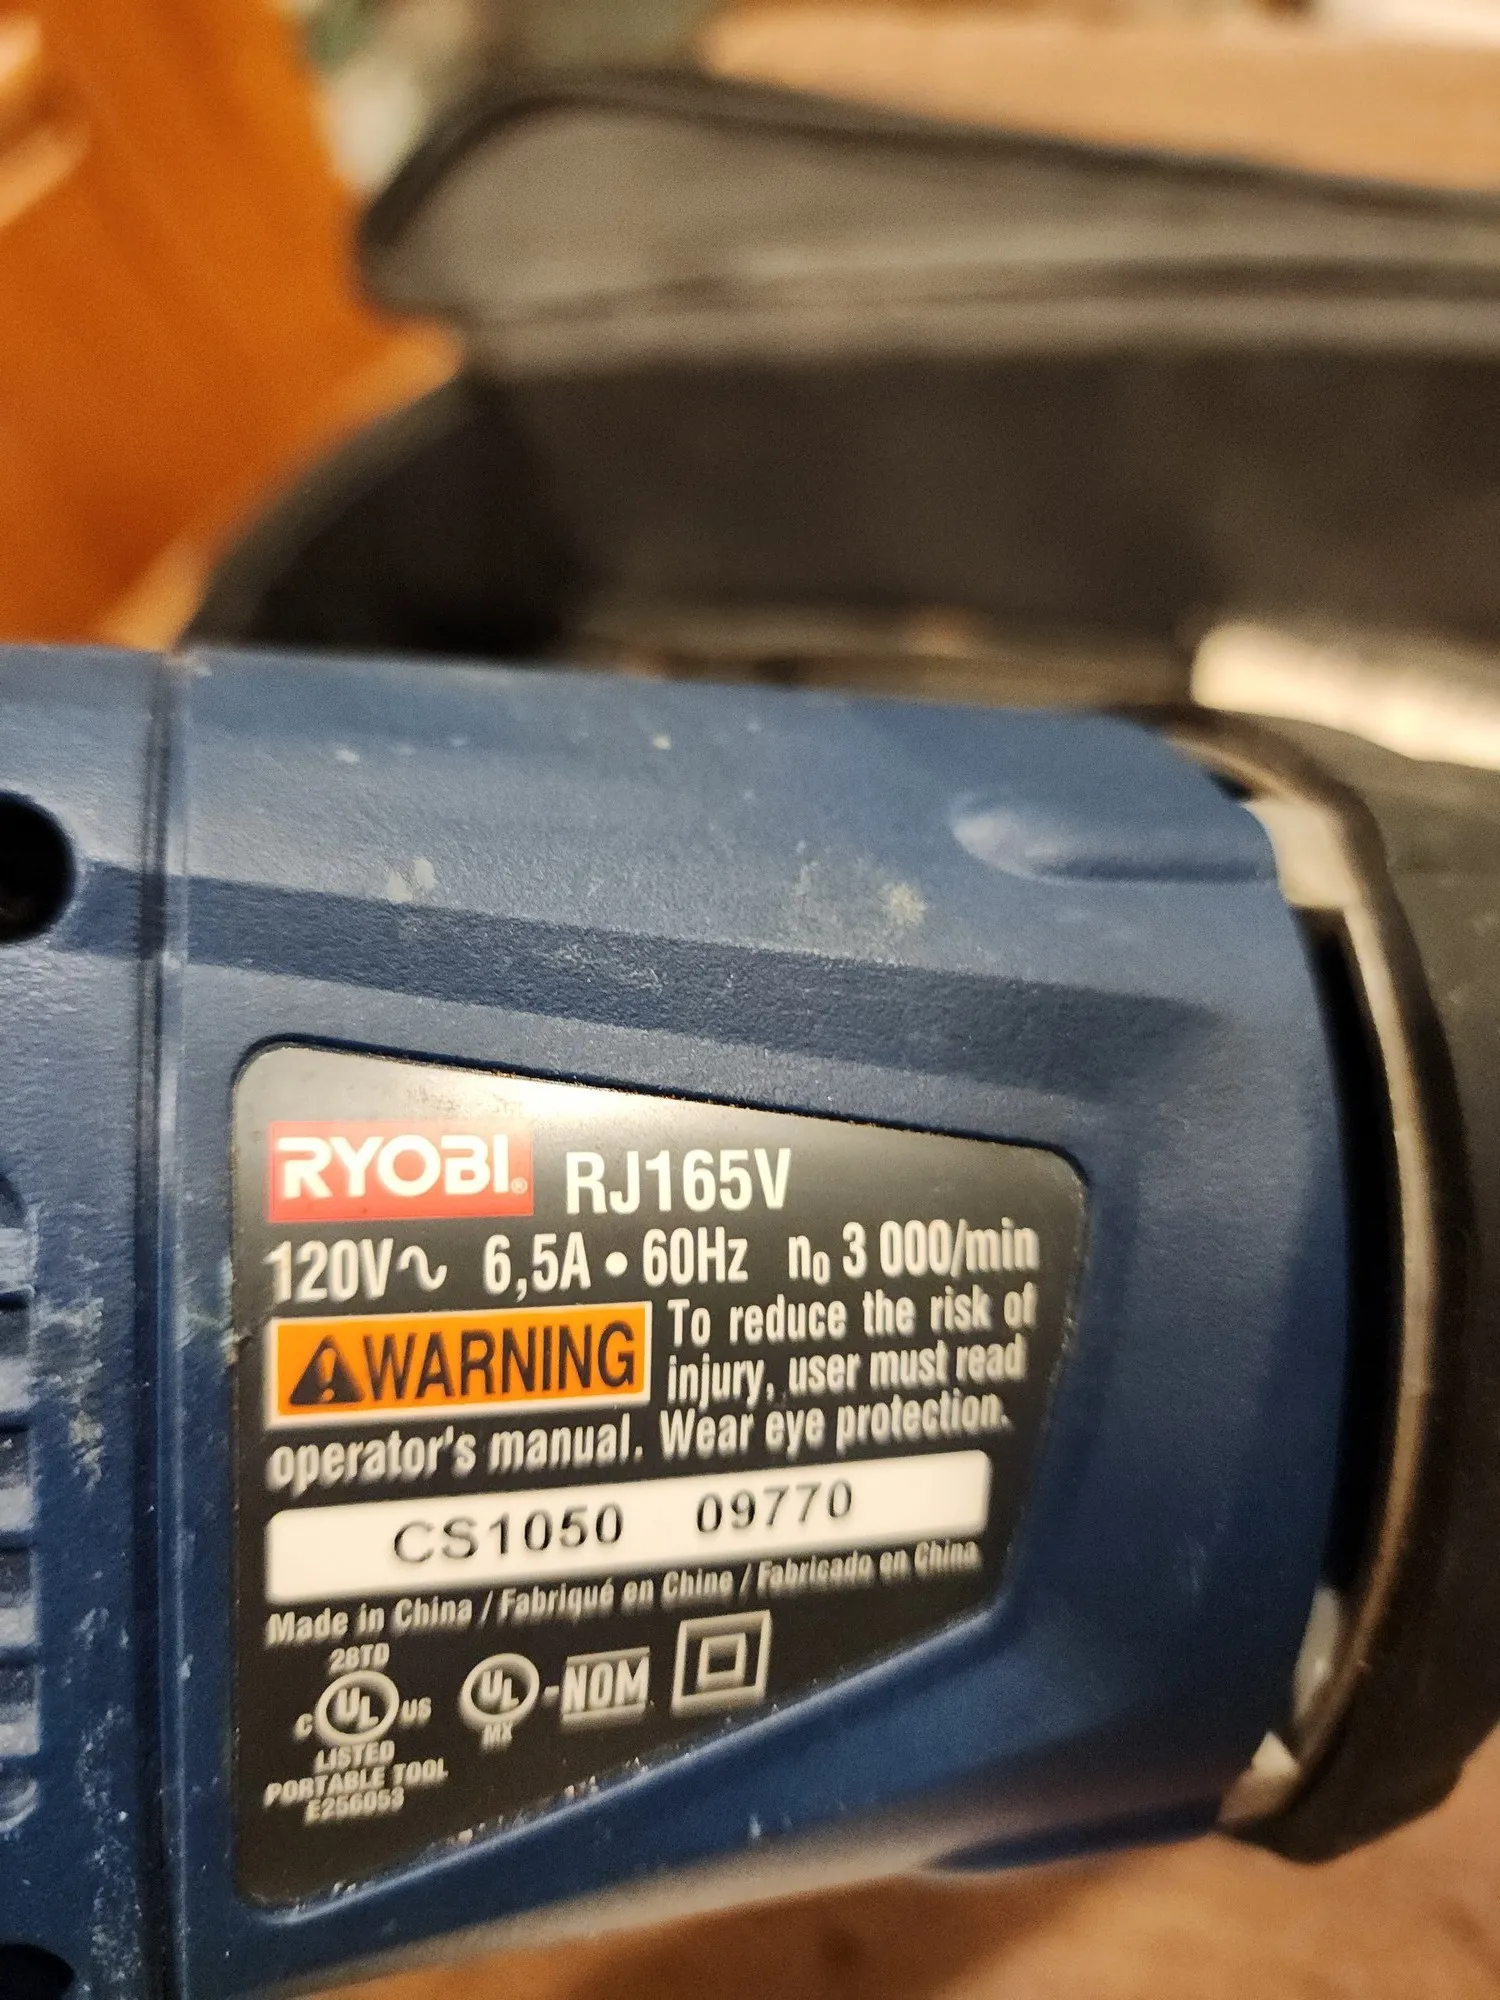 RYOBI® RJ165V
120V~ 6,5A • 60Hz n₀ 3 000/min
⚠WARNING To reduce the risk of
injury, user must read
operator's manual. Wear eye protection.
CS1050 09770
Made in China / Fabriqué en Chine / Fabricado en China
28TD
C UL US UL-NOM
MX
LISTED
PORTABLE TOOL
E256053